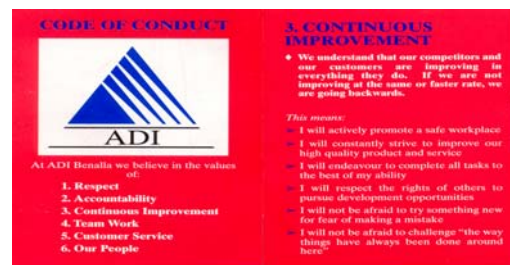 CODE OF CONDUCT
ADI
At ADI Benalla we believe in the values
of:
1. Respect
2. Accountability
3. Continuous Improvement
4. Team Work
5. Customer Service
6. Our People
3. CONTINUOUS
IMPROVEMENT
◆ We understand that our competitors and
our customers are improving in
everything they do. If we are not
improving at the same or faster rate, we
are going backwards.
This means:
➢ I will actively promote a safe workplace
➢ I will constantly strive to improve our
high quality product and service
➢ I will endeavour to complete all tasks to
the best of my ability
➢ I will respect the rights of others to
pursue development opportunities
➢ I will not be afraid to try something new
for fear of making a mistake
➢ I will not be afraid to challenge "the way
things have always been done around
here"